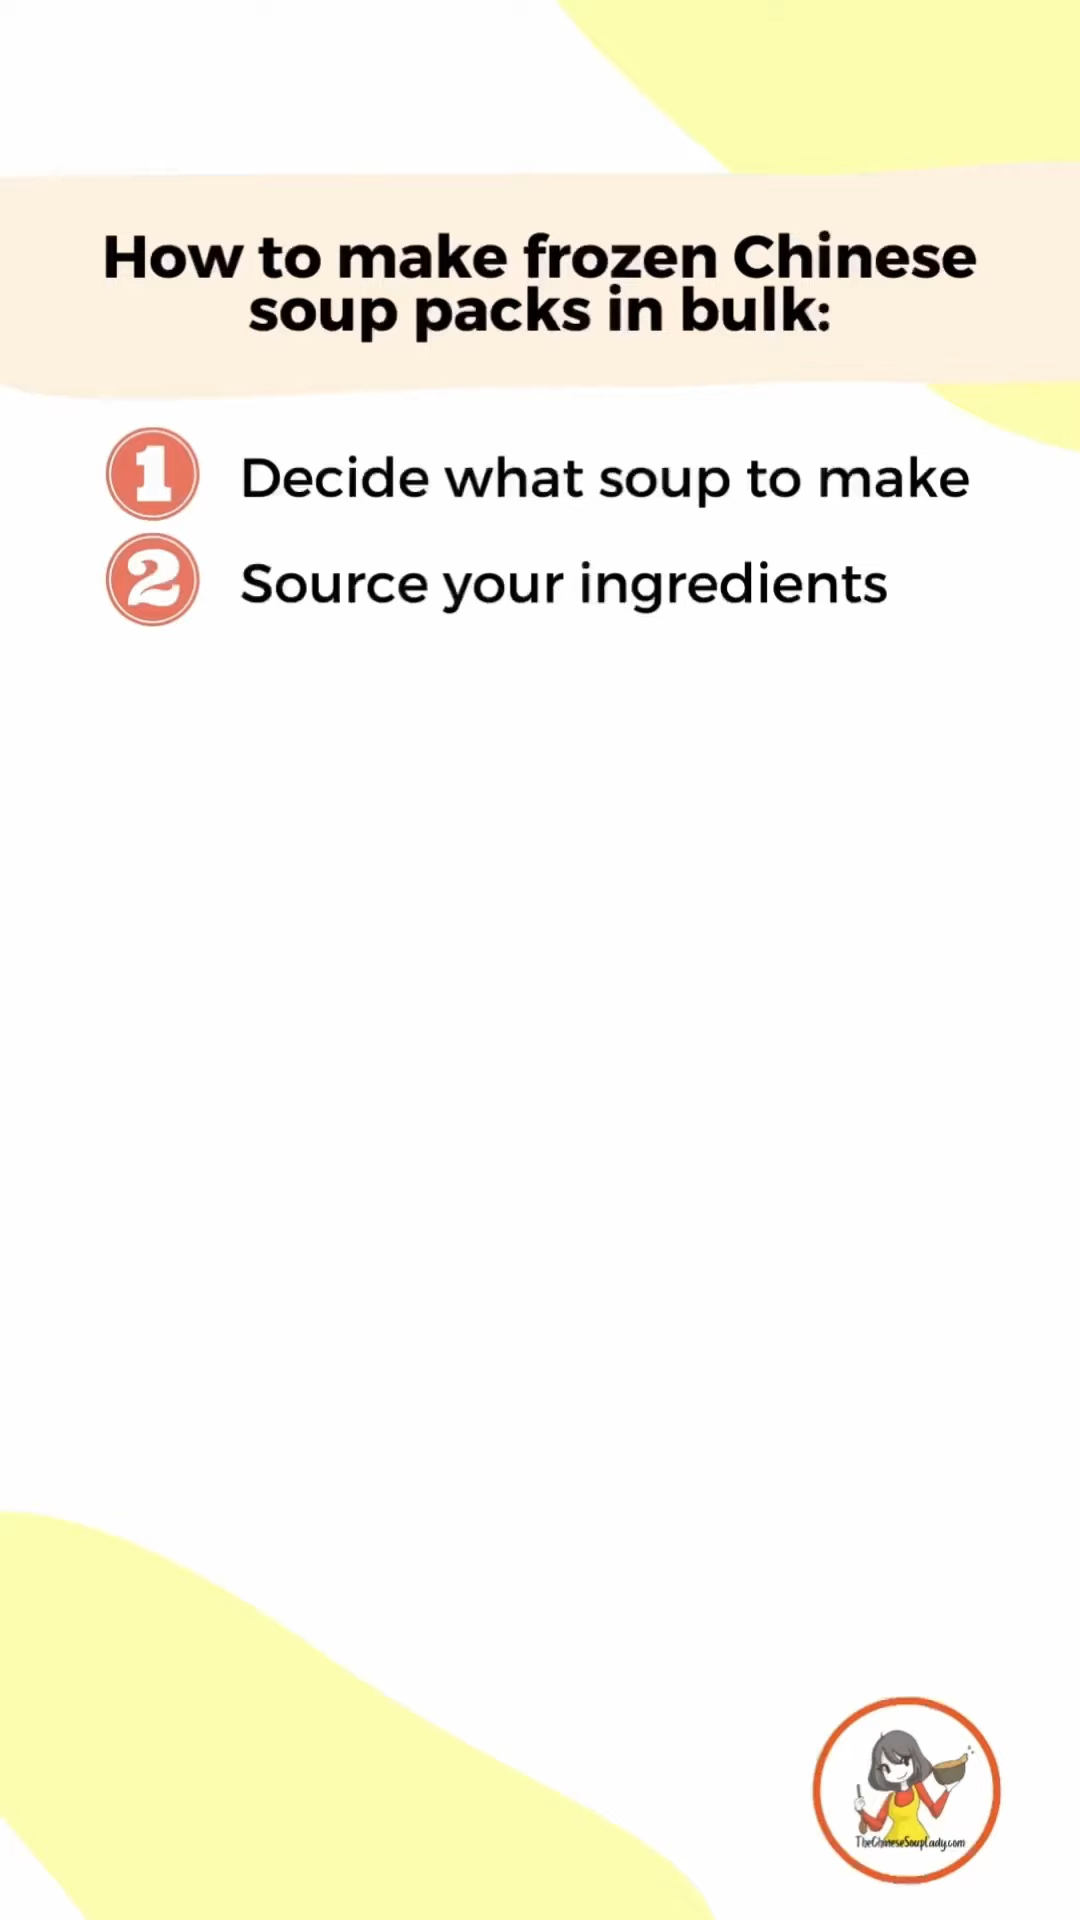 How to make frozen Chinese
soup packs in bulk:
1 Decide what soup to make
2 Source your ingredients
TheChineseSoupLady.com